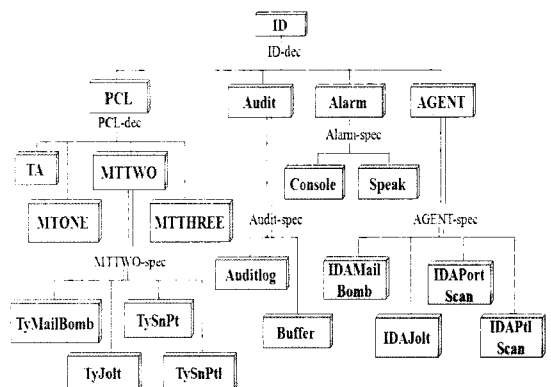 ID
ID-dec
PCL
Audit
Alarm
AGENT
PCL-dec
Alarm-spec
TA
MTTWO
Console
Speak
MTONE
MTTHREE
Audit-spec
AGENT-spec
MTTWO-spec
Auditlog
IDAMail
Bomb
IDAPort
Scan
TyMailBomb
TySnPt
Buffer
IDAJolt
IDAPtl
Scan
TyJolt
TySnPtl